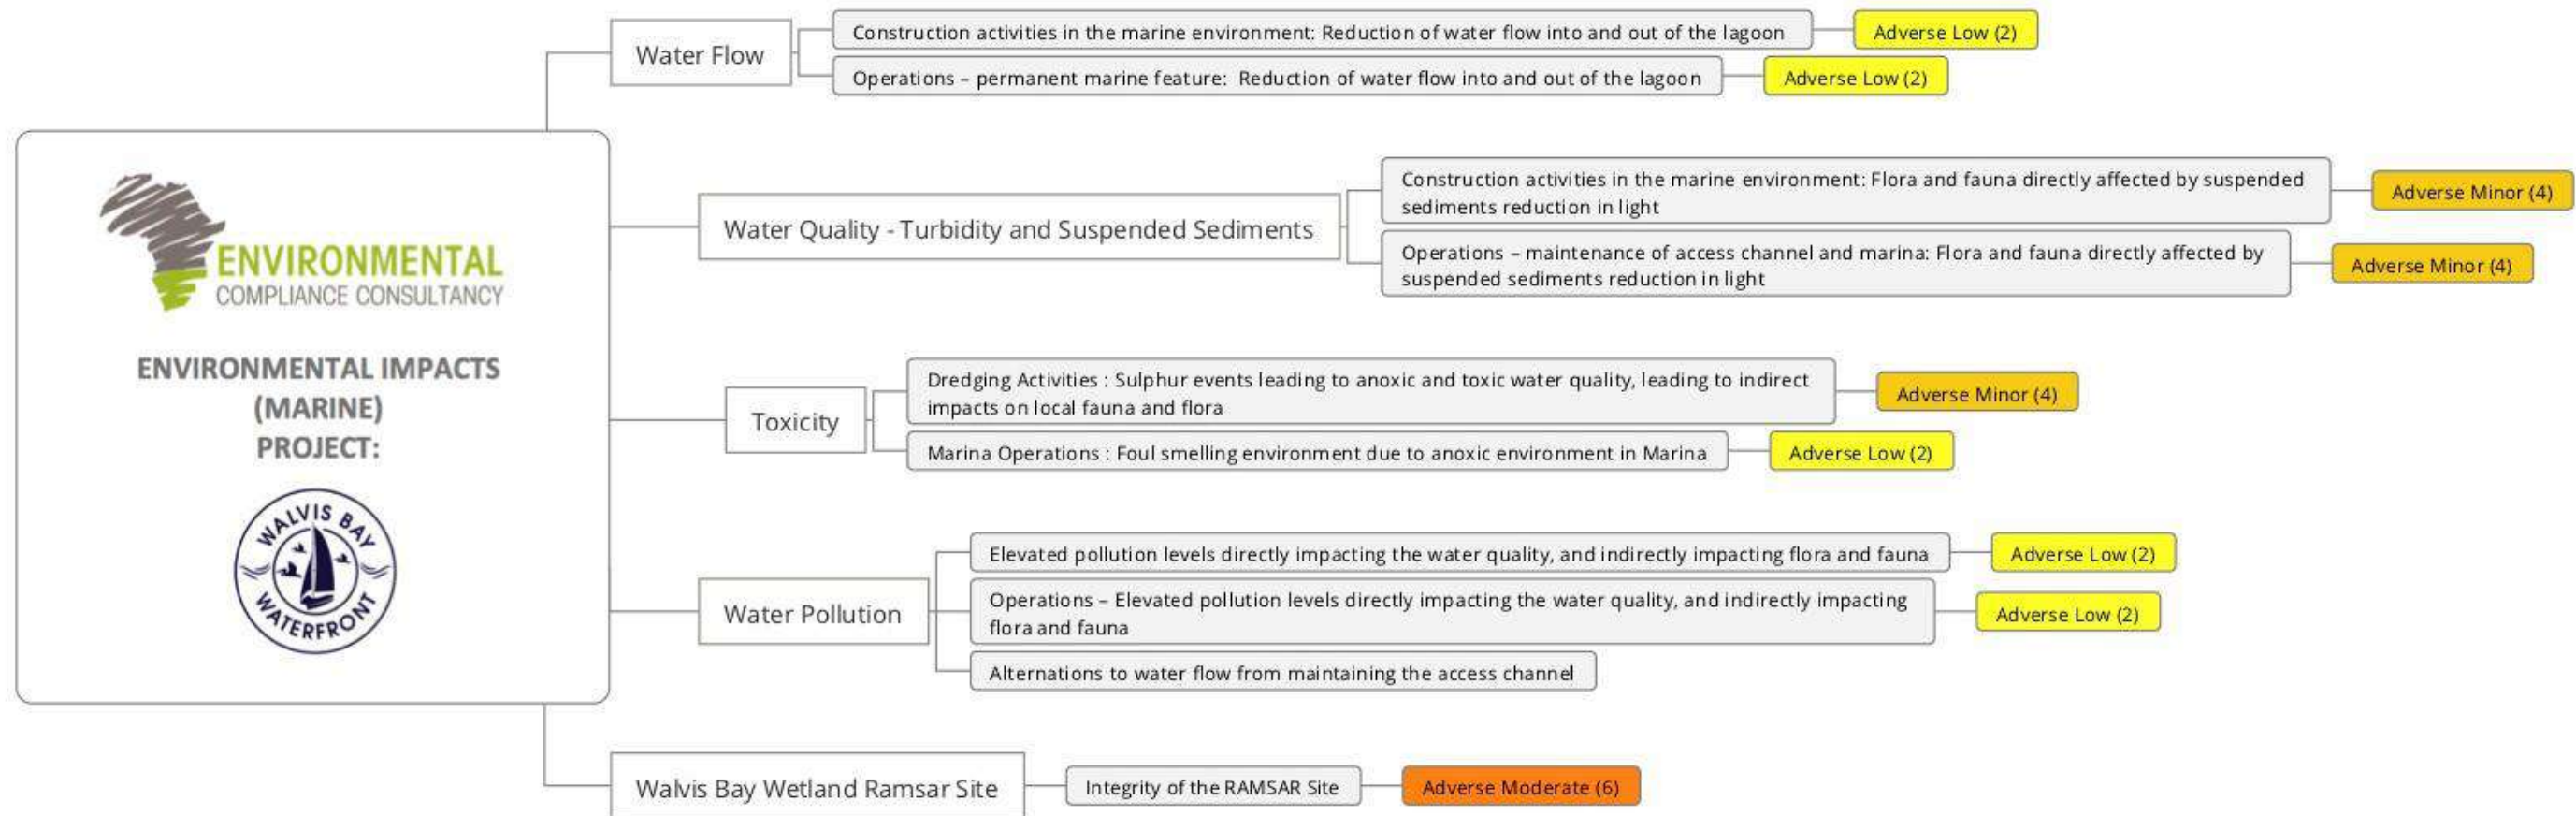 ENVIRONMENTAL
COMPLIANCE CONSULTANCY
ENVIRONMENTAL IMPACTS
(MARINE)
PROJECT:
WALVIS BAY
WATERFRONT
Water Flow
Construction activities in the marine environment: Reduction of water flow into and out of the lagoon
Adverse Low (2)
Operations – permanent marine feature: Reduction of water flow into and out of the lagoon
Adverse Low (2)
Water Quality - Turbidity and Suspended Sediments
Construction activities in the marine environment: Flora and fauna directly affected by suspended
sediments reduction in light
Adverse Minor (4)
Operations – maintenance of access channel and marina: Flora and fauna directly affected by
suspended sediments reduction in light
Adverse Minor (4)
Toxicity
Dredging Activities : Sulphur events leading to anoxic and toxic water quality, leading to indirect
impacts on local fauna and flora
Adverse Minor (4)
Marina Operations : Foul smelling environment due to anoxic environment in Marina
Adverse Low (2)
Water Pollution
Elevated pollution levels directly impacting the water quality, and indirectly impacting flora and fauna
Adverse Low (2)
Operations – Elevated pollution levels directly impacting the water quality, and indirectly impacting
flora and fauna
Adverse Low (2)
Alternations to water flow from maintaining the access channel
Walvis Bay Wetland Ramsar Site
Integrity of the RAMSAR Site
Adverse Moderate (6)